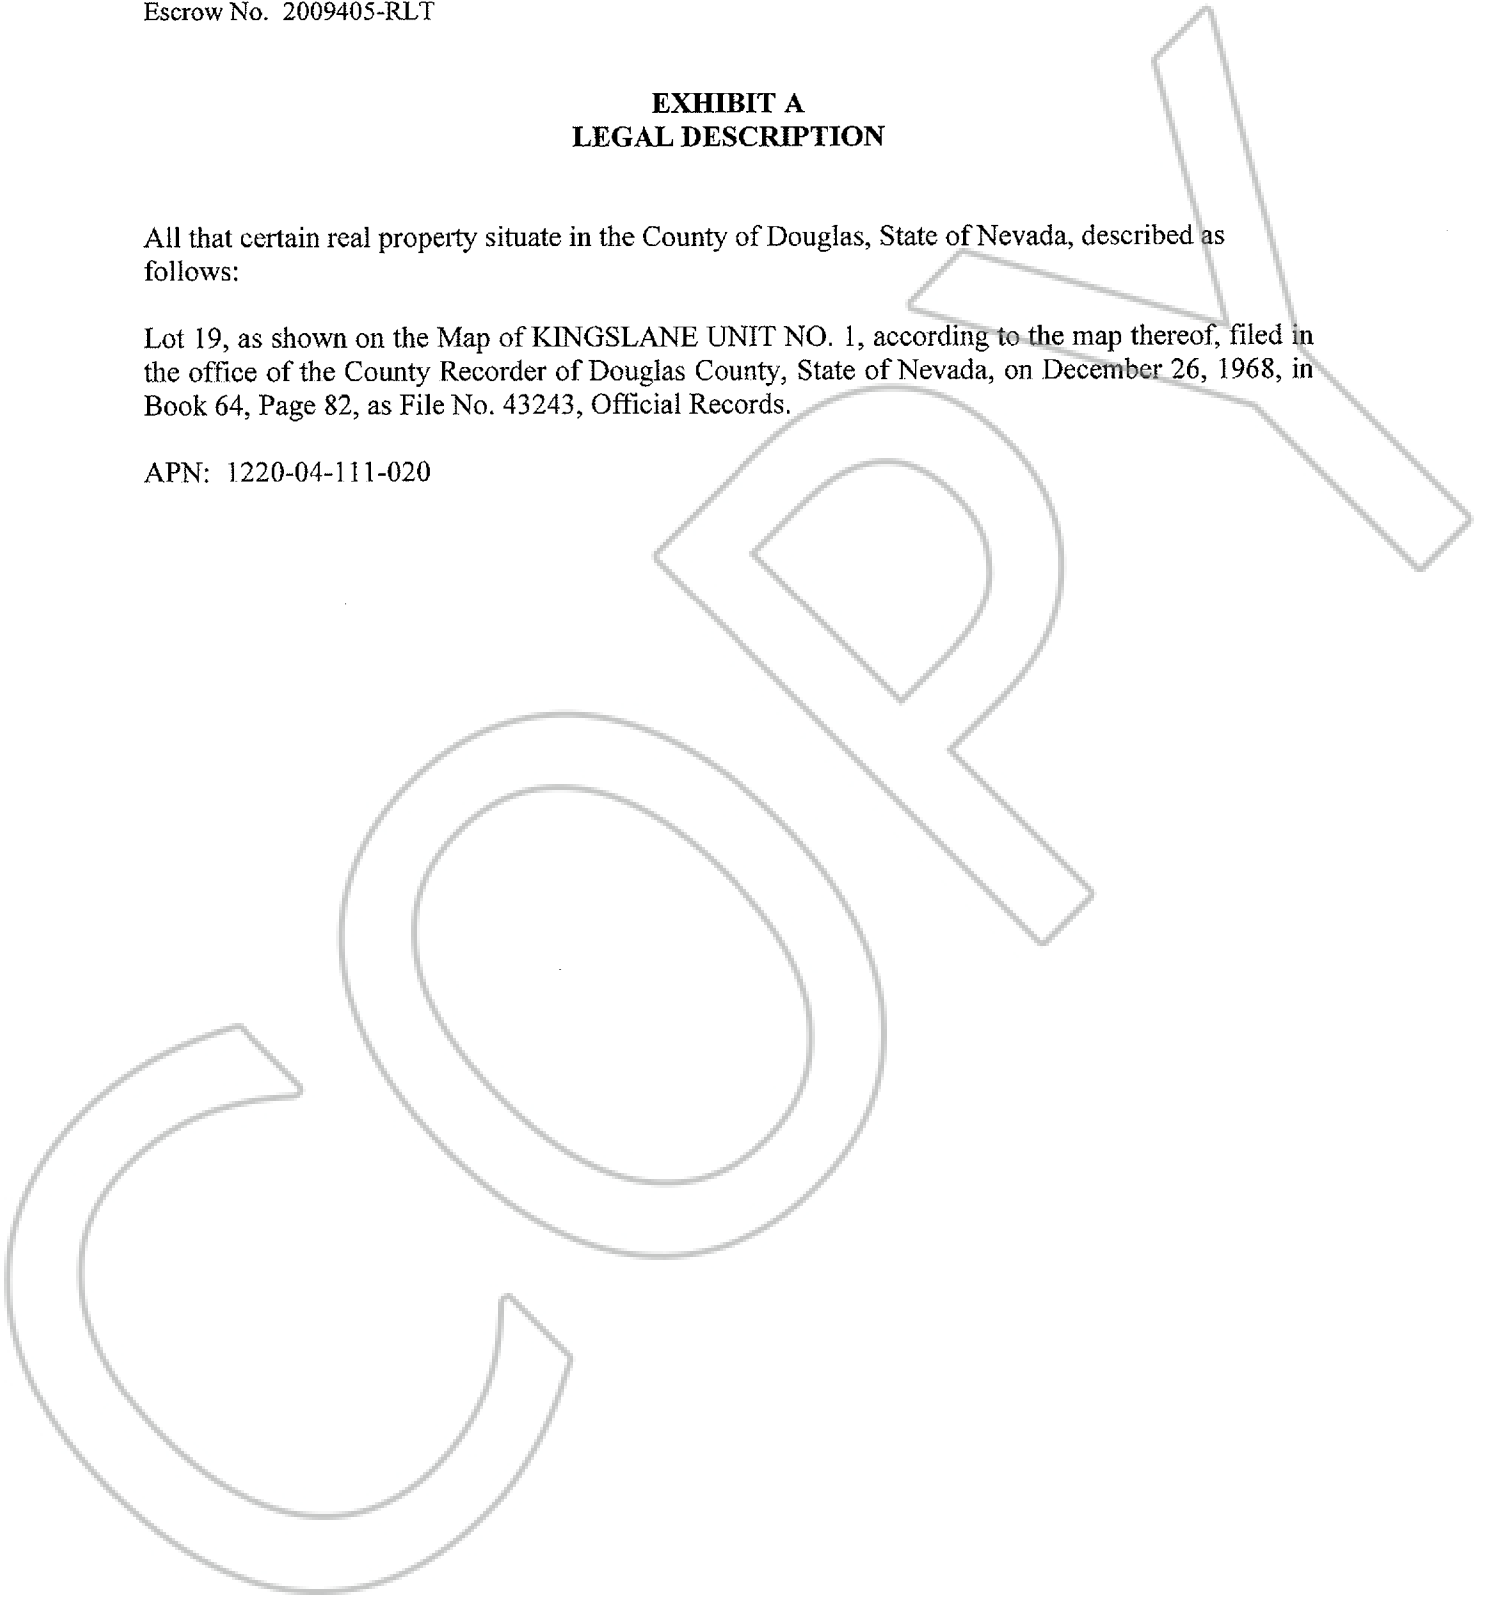 Escrow No. 2009405-RLT
EXHIBIT A
LEGAL DESCRIPTION
All that certain real property situate in the County of Douglas, State of Nevada, described as
follows:
Lot 19, as shown on the Map of KINGSLANE UNIT NO. 1, according to the map thereof, filed in
the office of the County Recorder of Douglas County, State of Nevada, on December 26, 1968, in
Book 64, Page 82, as File No. 43243, Official Records.
APN: 1220-04-111-020
COPY